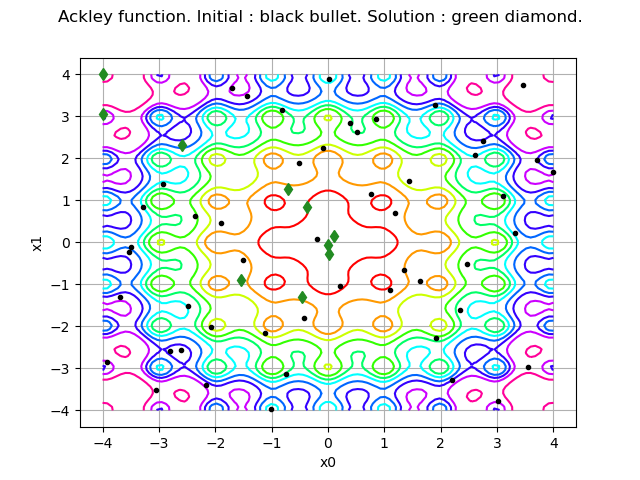 Ackley function. Initial : black bullet. Solution : green diamond.
4
3
2
1
0
−1
−2
−3
−4
x1
−4 −3 −2 −1 0 1 2 3 4
x0